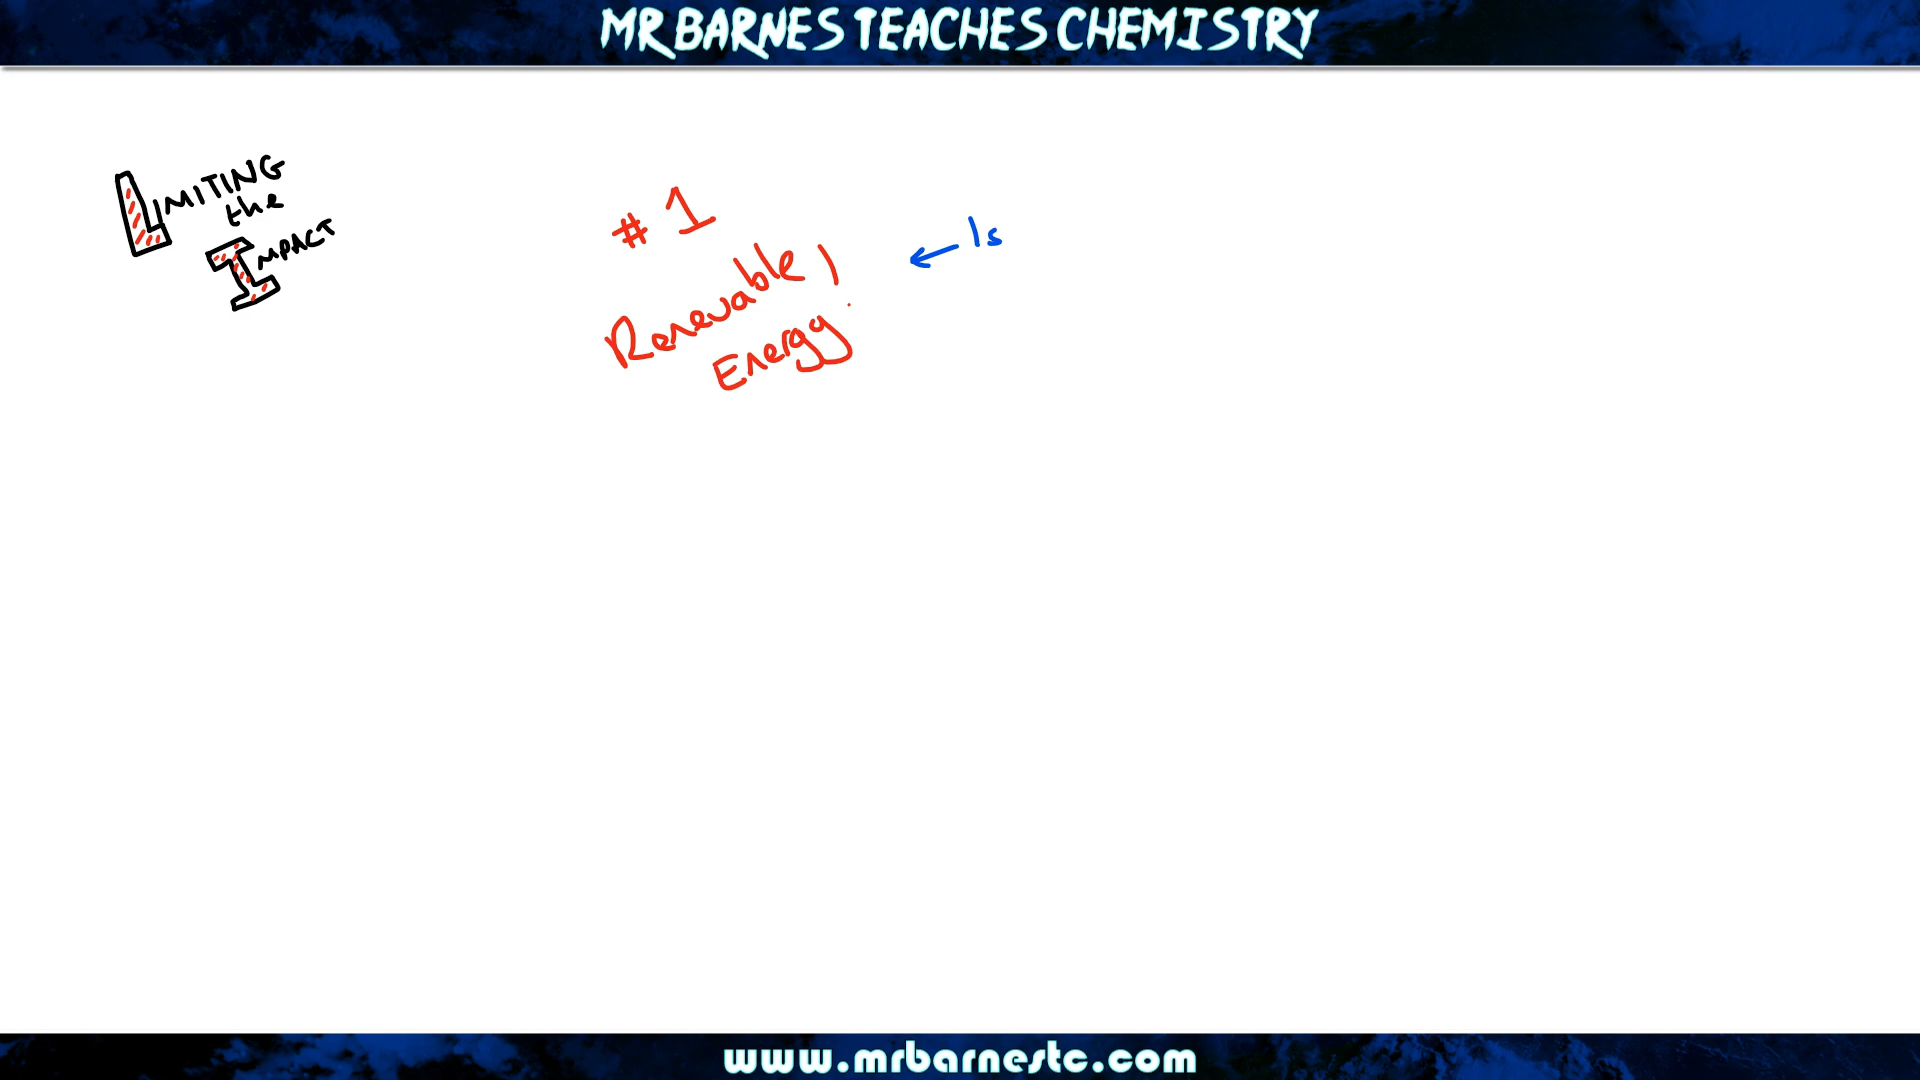 MR BARNES TEACHES CHEMISTRY
LIMITING
the
IMPACT
#1
Renewable
Energy!
← Is
www.mrbarnestc.com